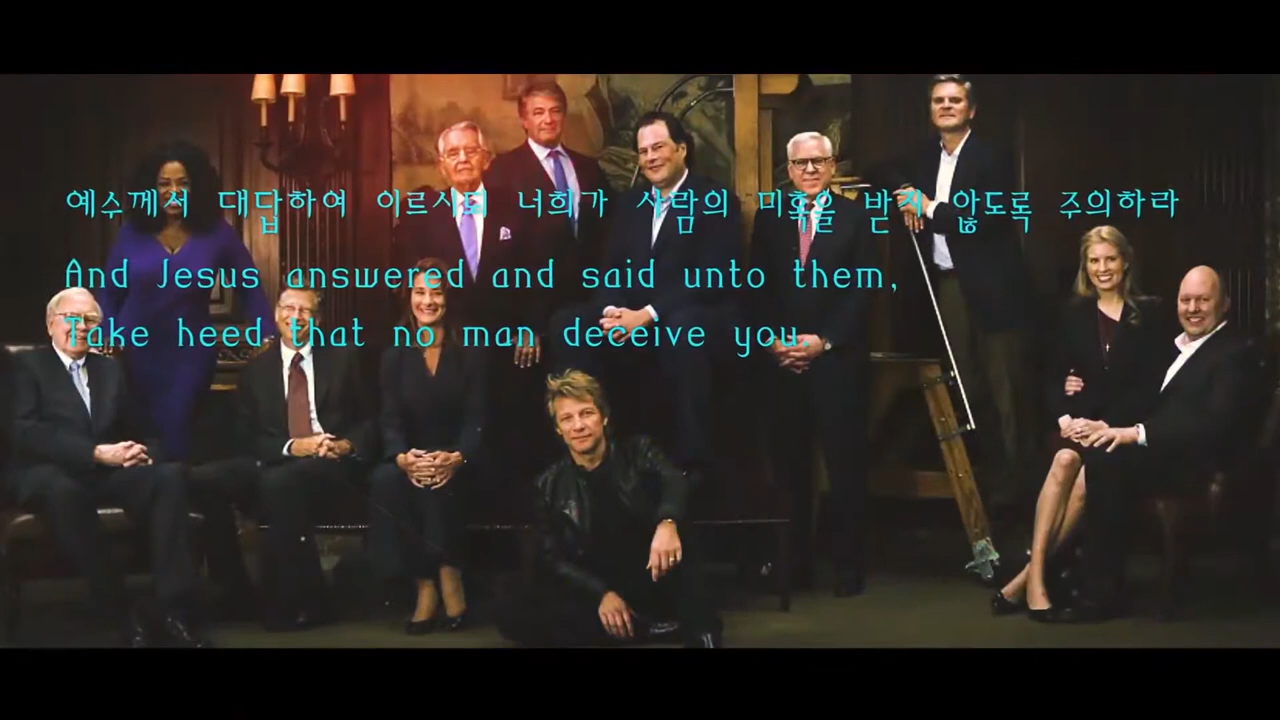 예수께서 대답하여 이르시되 너희가 사람의 미혹을 받지 않도록 주의하라
And Jesus answered and said unto them,
Take heed that no man deceive you.